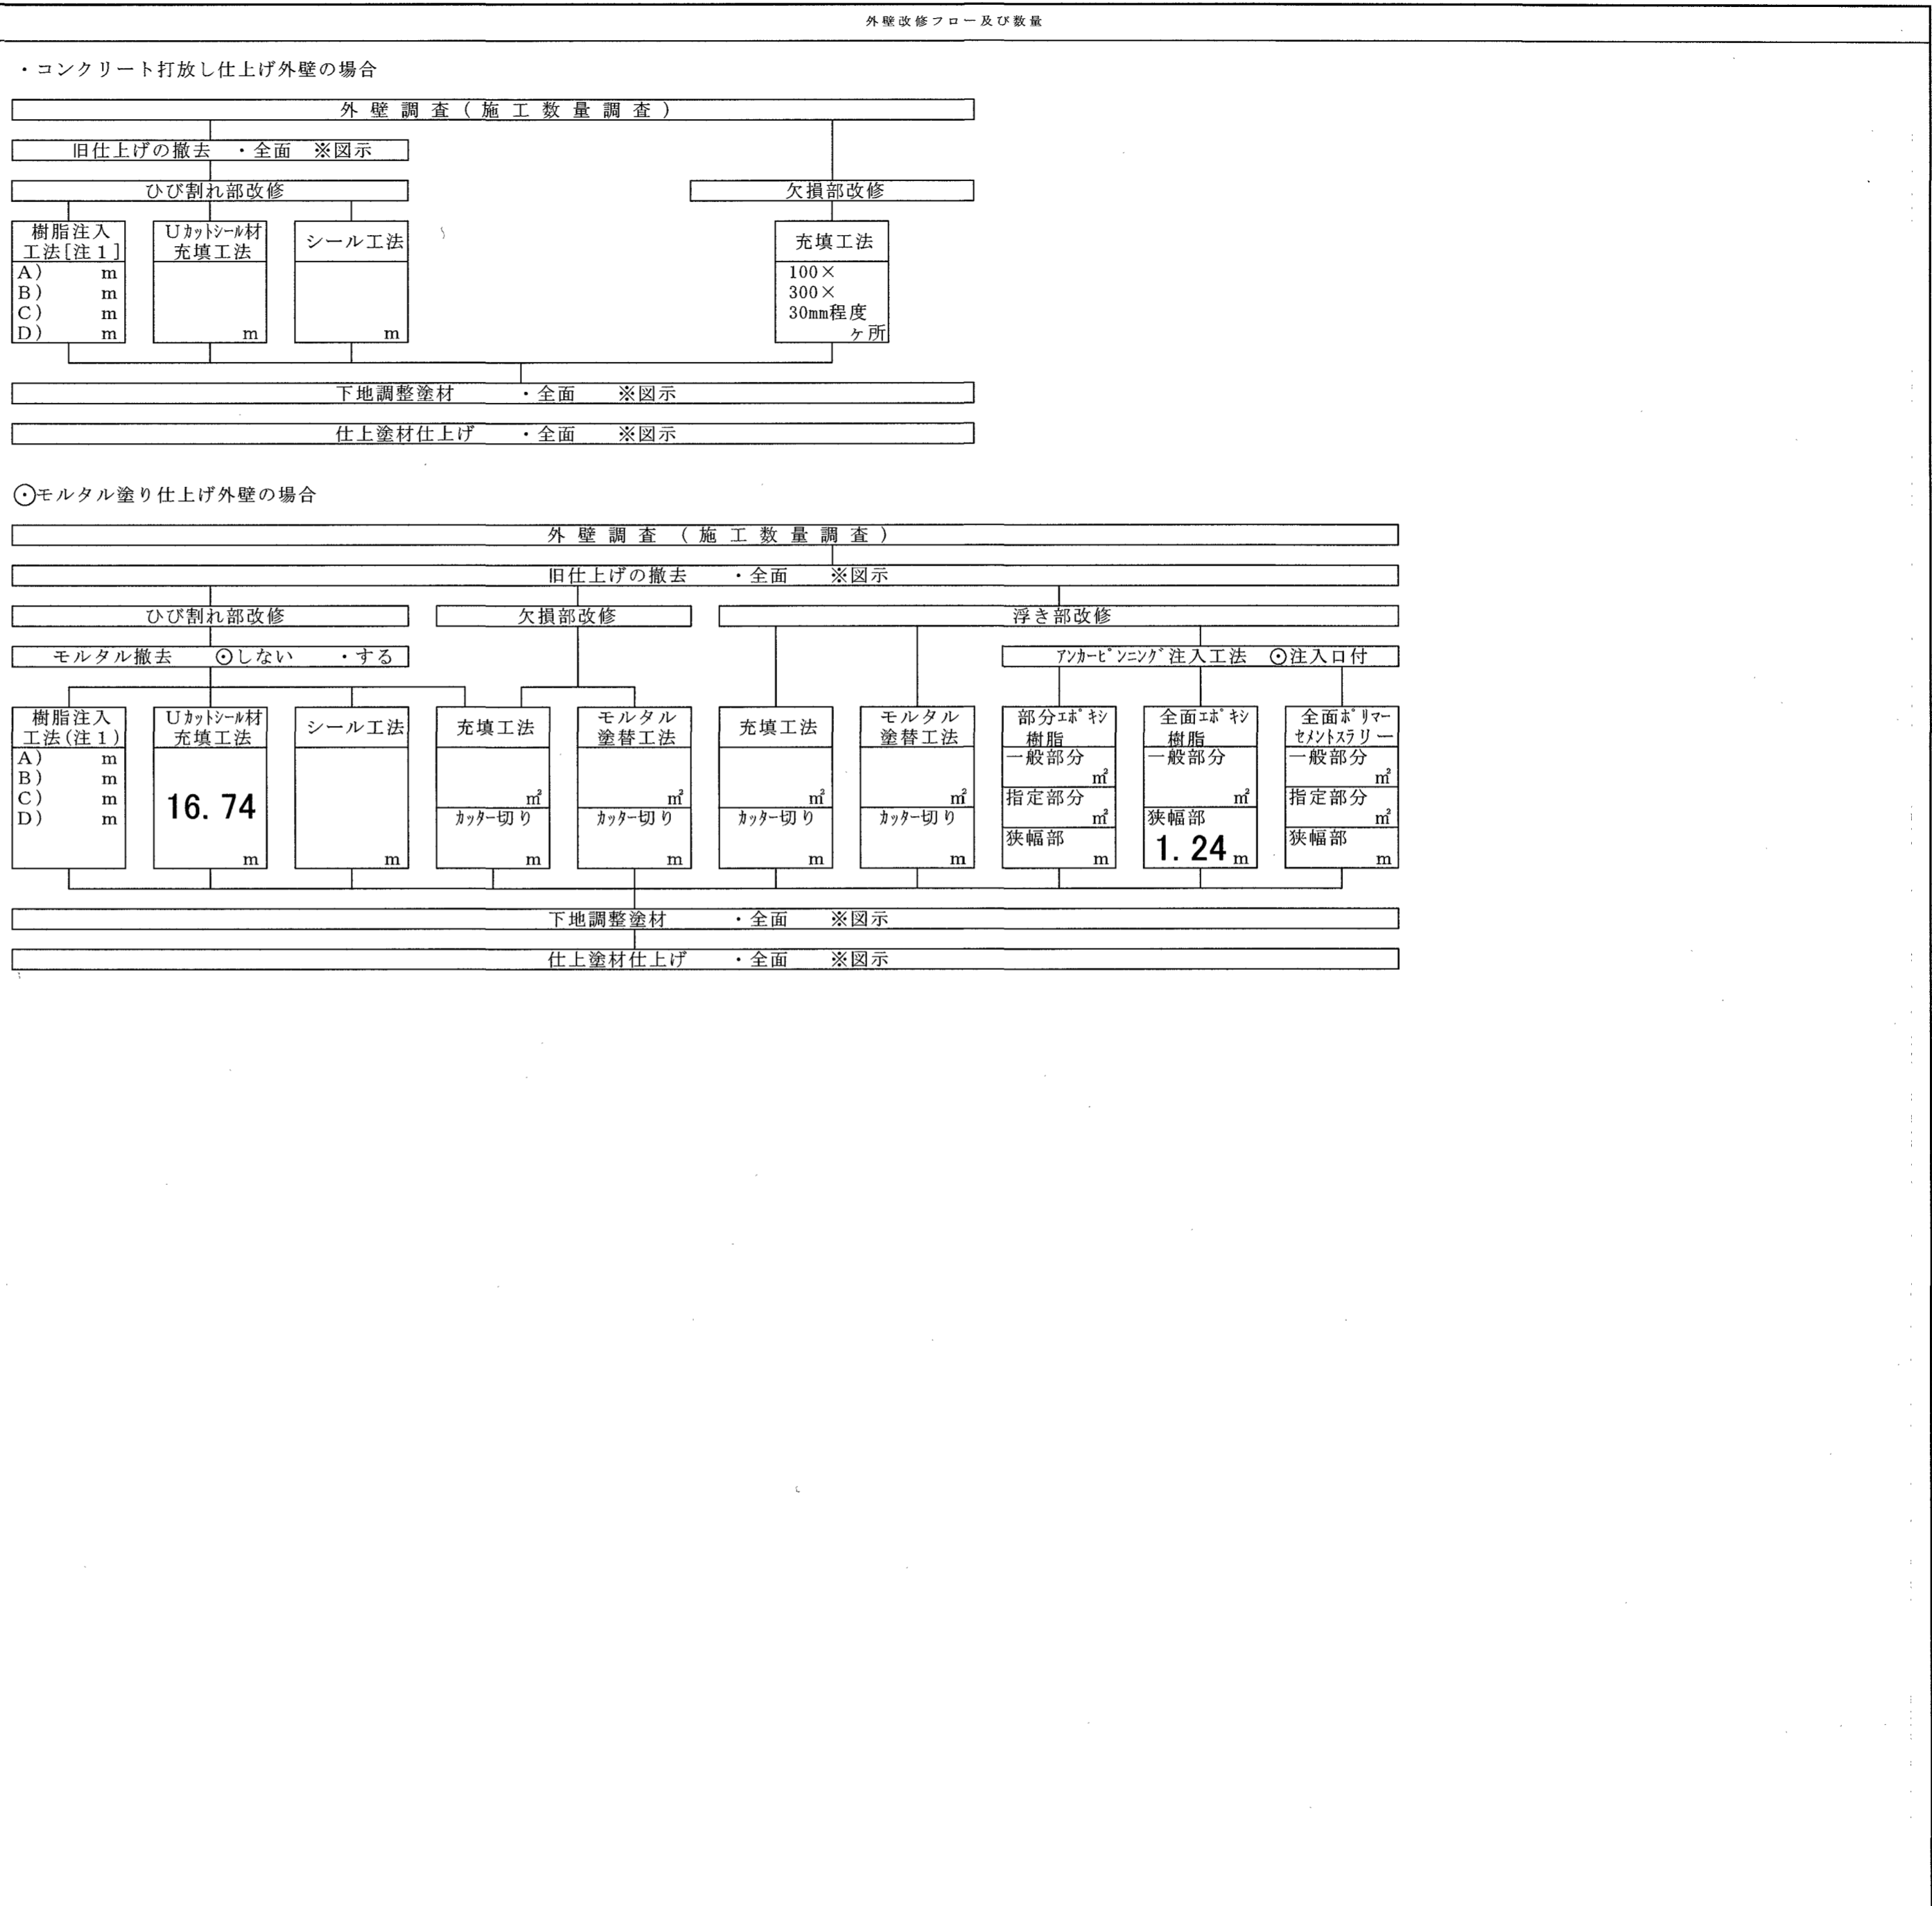 外壁改修フロー及び数量
・コンクリート打放し仕上げ外壁の場合
外壁調査(施工数量調査)
旧仕上げの撤去 ・全面 ※図示
ひび割れ部改修 欠損部改修
樹脂注入
工法[注1]
A) m
B) m
C) m
D) m
Uカットシール材
充填工法
m
シール工法
m
充填工法
100×
300×
30mm程度
ヶ所
下地調整塗材 ・全面 ※図示
仕上塗材仕上げ ・全面 ※図示
⊙モルタル塗り仕上げ外壁の場合
外壁調査(施工数量調査)
旧仕上げの撤去 ・全面 ※図示
ひび割れ部改修 欠損部改修 浮き部改修
モルタル撤去 ⊙しない ・する アンカーピンニング注入工法 ⊙注入口付
樹脂注入
工法(注1)
A) m
B) m
C) m
D) m
Uカットシール材
充填工法
16.74
m
シール工法
m
充填工法
㎡
カッター切り
m
モルタル
塗替工法
㎡
カッター切り
m
充填工法
㎡
カッター切り
m
モルタル
塗替工法
㎡
カッター切り
m
部分エポキシ
樹脂
一般部分
㎡
指定部分
㎡
狭幅部
m
全面エポキシ
樹脂
一般部分
㎡
狭幅部
1.24 m
全面ポリマー
セメントスラリー
一般部分
㎡
指定部分
㎡
狭幅部
m
下地調整塗材 ・全面 ※図示
仕上塗材仕上げ ・全面 ※図示